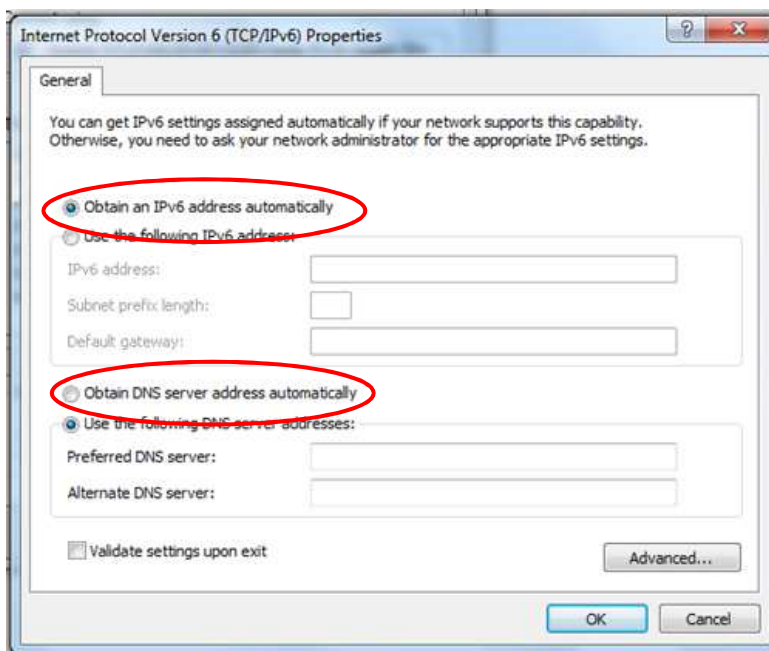 Internet Protocol Version 6 (TCP/IPv6) Properties
General
You can get IPv6 settings assigned automatically if your network supports this capability.
Otherwise, you need to ask your network administrator for the appropriate IPv6 settings.
Obtain an IPv6 address automatically
Use the following IPv6 address:
IPv6 address:
Subnet prefix length:
Default gateway:
Obtain DNS server address automatically
Use the following DNS server addresses:
Preferred DNS server:
Alternate DNS server:
Validate settings upon exit
Advanced...
OK
Cancel